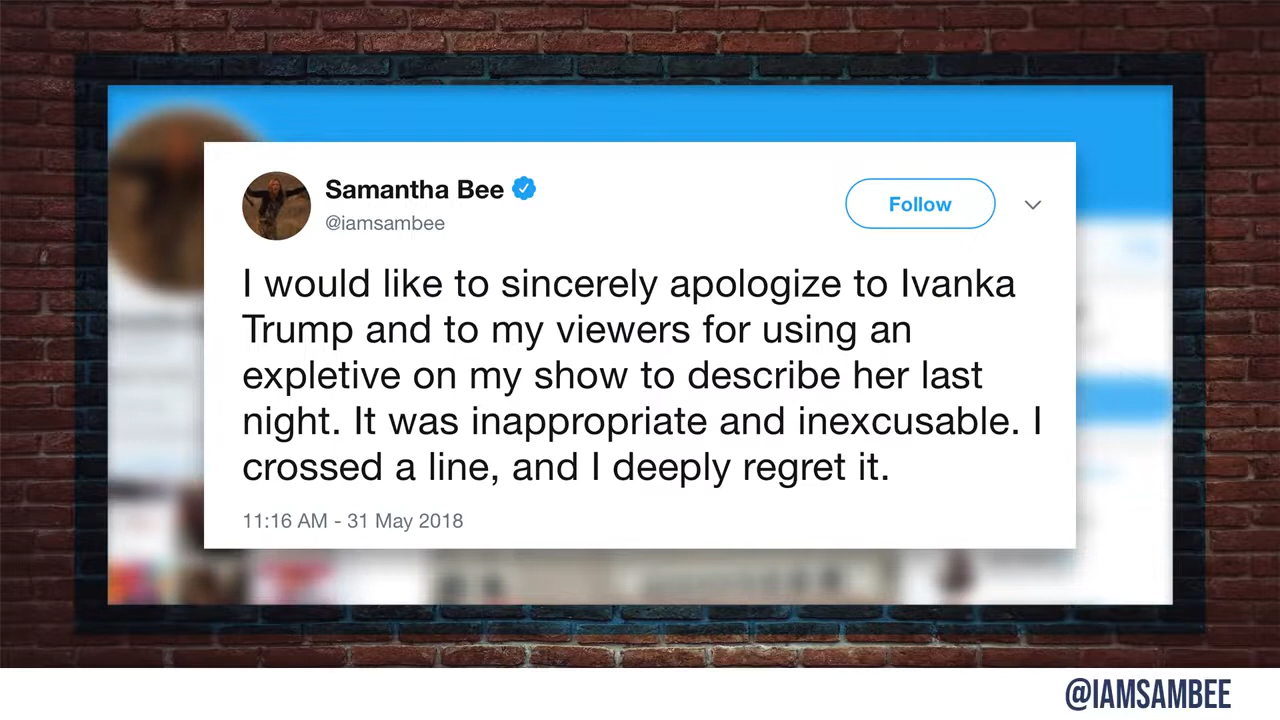 Samantha Bee
@iamsambee
Follow
I would like to sincerely apologize to Ivanka
Trump and to my viewers for using an
expletive on my show to describe her last
night. It was inappropriate and inexcusable. I
crossed a line, and I deeply regret it.
11:16 AM - 31 May 2018
@IAMSAMBEE